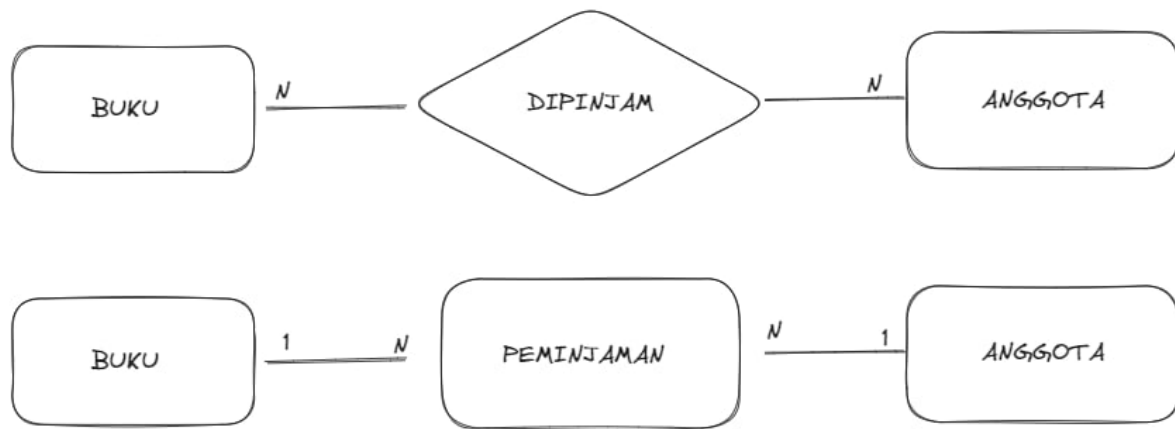 BUKU
N
DIPINJAM
N
ANGGOTA
BUKU
1
N
PEMINJAMAN
N
1
ANGGOTA